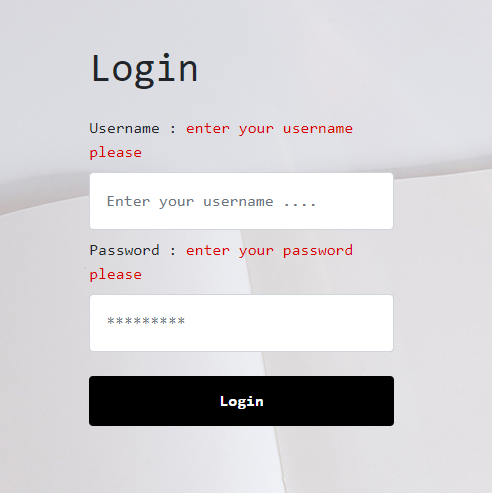 Login
Username : enter your username
please
Enter your username ....
Password : enter your password
please
*********
Login